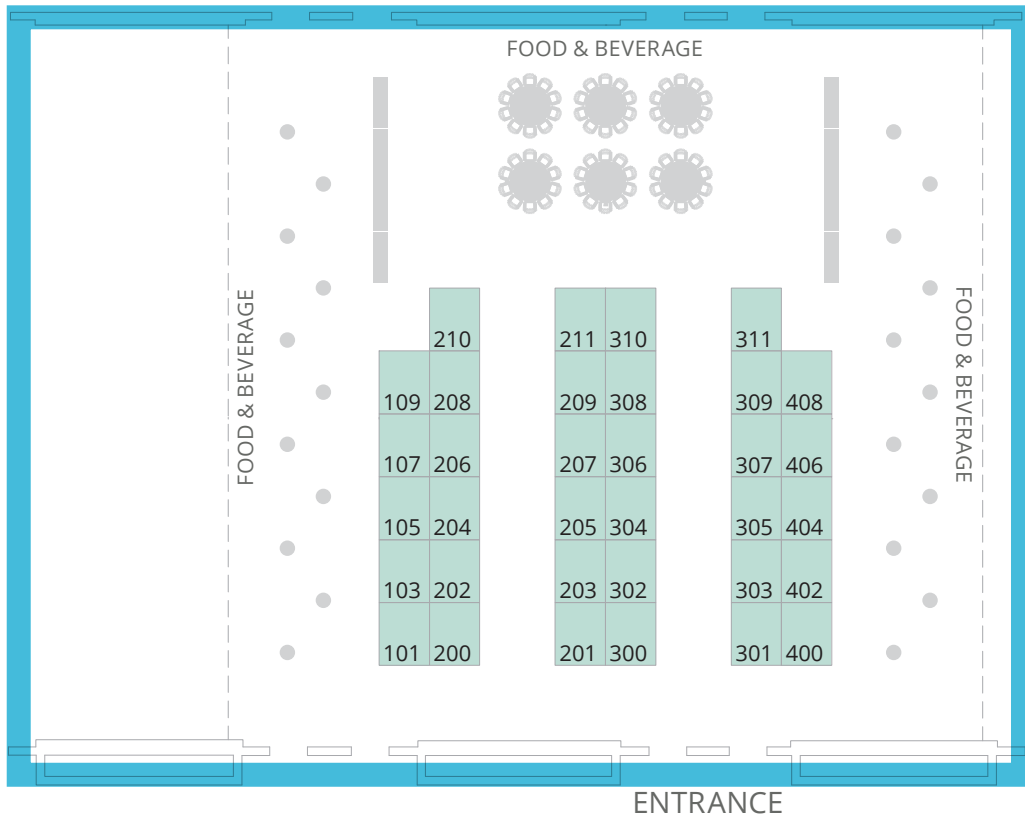 FOOD & BEVERAGE
FOOD & BEVERAGE
FOOD & BEVERAGE
210 211 310 311
109 208 209 308 309 408
107 206 207 306 307 406
105 204 205 304 305 404
103 202 203 302 303 402
101 200 201 300 301 400
ENTRANCE